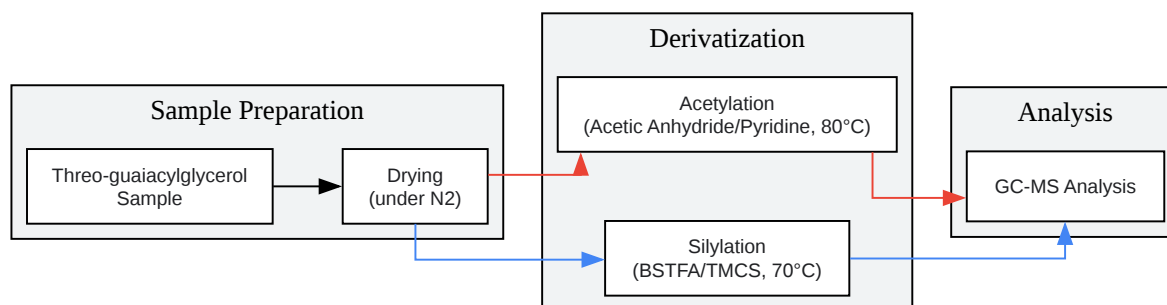 Sample Preparation
Threo-guaiacylglycerol
Sample
Drying
(under N2)
Derivatization
Acetylation
(Acetic Anhydride/Pyridine, 80°C)
Silylation
(BSTFA/TMCS, 70°C)
Analysis
GC-MS Analysis